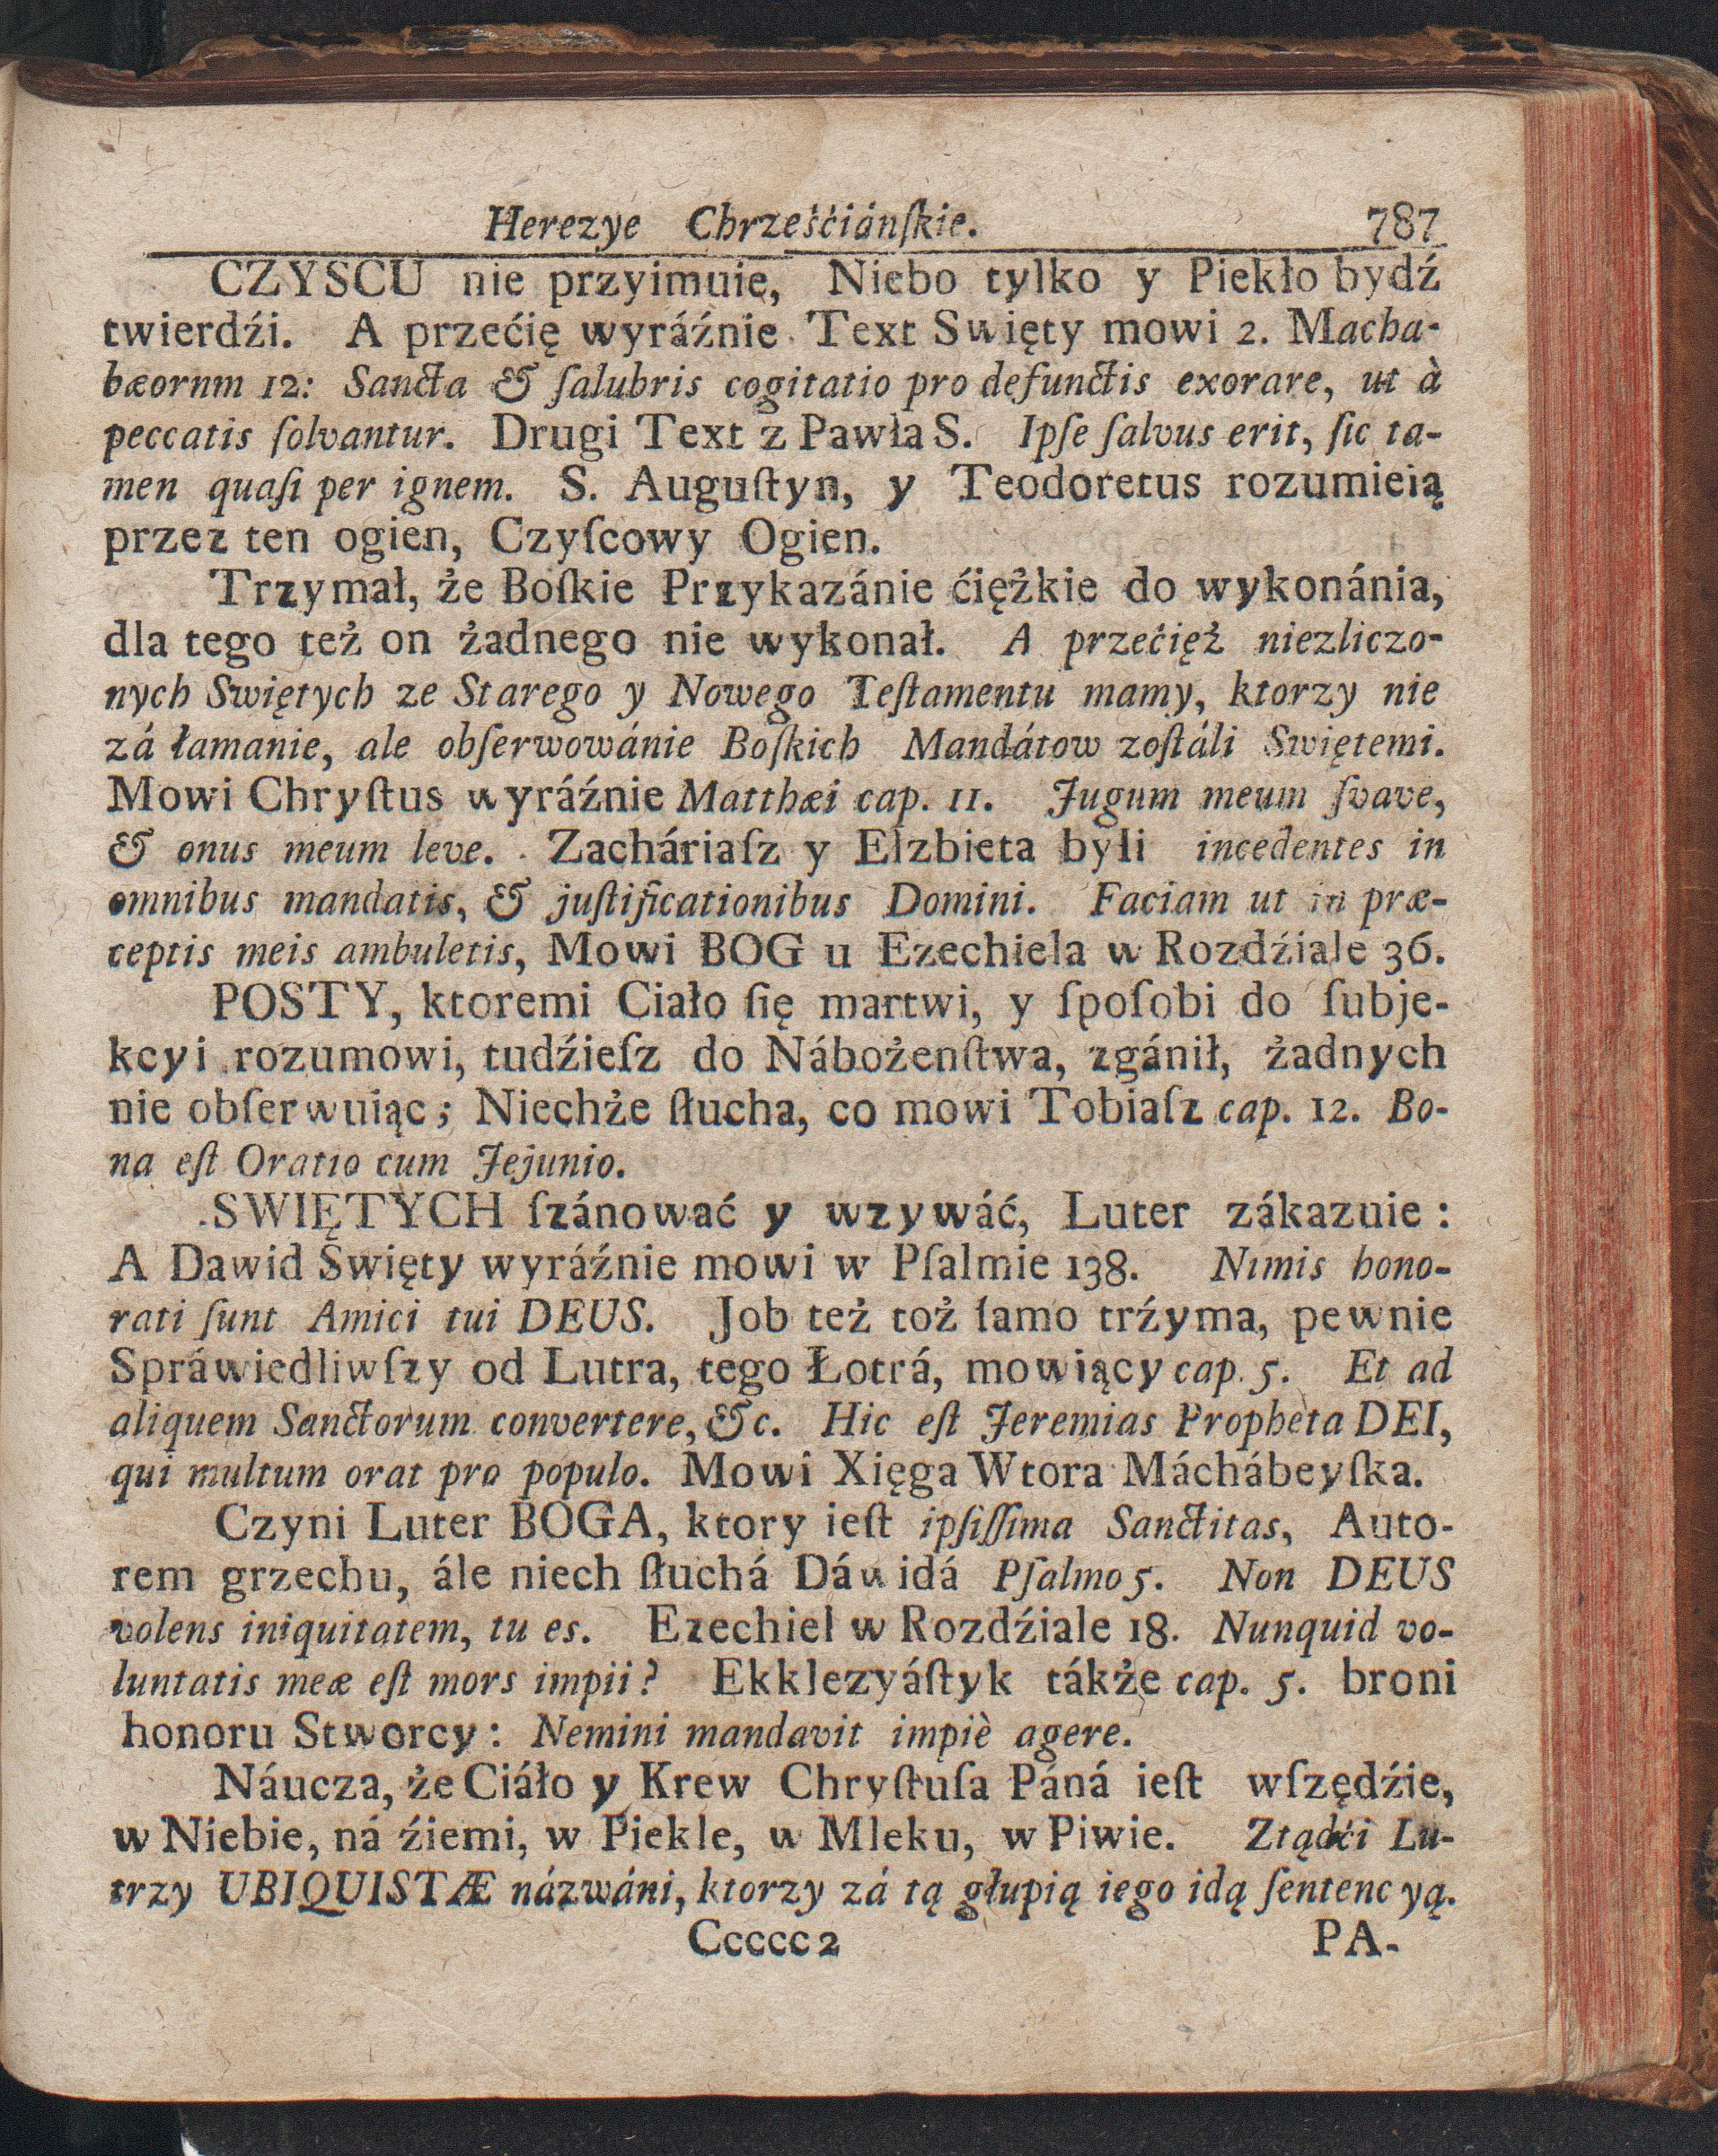 Herezye Chrześćiánſkie. 787
CZYSCU nie przyimuie, Niebo tylko y Piekło bydź
twierdźi. A przećię wyráźnie Text Swięty mowi 2. Macha-
bæornm 12: Sancta & ſalubris cogitatio pro defunctis exorare, ut à
peccatis ſolvantur. Drugi Text z Pawła S. Ipſe ſalvus erit, ſic ta-
men quaſi per ignem. S. Auguſtyn, y Teodoretus rozumieią
przez ten ogien, Czyſcowy Ogien.
Trzymał, że Boſkie Przykazánie ćiężkie do wykonánia,
dla tego też on żadnego nie wykonał. A przećięż niezliczo-
nych Swiętych ze Starego y Nowego Teſtamentu mamy, ktorzy nie
zá łamanie, ale obſerwowánie Boſkich Mandátow zoſtáli Swiętemi.
Mowi Chryſtus wyráźnie Matthæi cap. 11. Jugum meum ſvave,
& onus meum leve. Zacháriaſz y Elzbieta byli incedentes in
omnibus mandatis, & juſtificationibus Domini. Faciam ut in præ-
ceptis meis ambuletis, Mowi BOG u Ezechiela w Rozdźiale 36.
POSTY, ktoremi Ciało ſię martwi, y ſpoſobi do ſubje-
kcyi rozumowi, tudźieſz do Nábożenſtwa, zgánił, żadnych
nie obſerwuiąc; Niechże ſłucha, co mowi Tobiaſz cap. 12. Bo-
na eſt Oratio cum Jejunio.
SWIĘTYCH ſzánować y wzywáć, Luter zákazuie:
A Dawid Swięty wyráźnie mowi w Pſalmie 138. Nimis hono-
rati ſunt Amici tui DEUS. Job też toż ſamo trźyma, pewnie
Spráwiedliwſzy od Lutra, tego Łotrá, mowiący cap. 5. Et ad
aliquem Sanctorum convertere, &c. Hic eſt Jeremias Propheta DEI,
qui multum orat pro populo. Mowi Xięga Wtora Máchábeyſka.
Czyni Luter BOGA, ktory ieſt ipſiſſima Sanctitas, Auto-
rem grzechu, ále niech ſłuchá Dáwidá Pſalmo 5. Non DEUS
volens iniquitatem, tu es. Ezechiel w Rozdźiale 18. Nunquid vo-
luntatis meæ eſt mors impii? Ekklezyáſtyk tákże cap. 5. broni
honoru Stworcy: Nemini mandavit impiè agere.
Náucza, że Ciáło y Krew Chryſtuſa Páná ieſt wſzędźie,
w Niebie, ná źiemi, w Piekle, w Mleku, w Piwie. Ztądći Lu-
trzy UBIQUISTÆ názwáni, ktorzy zá tą głupią iego idą ſentencyą.
Ccccc 2 PA-